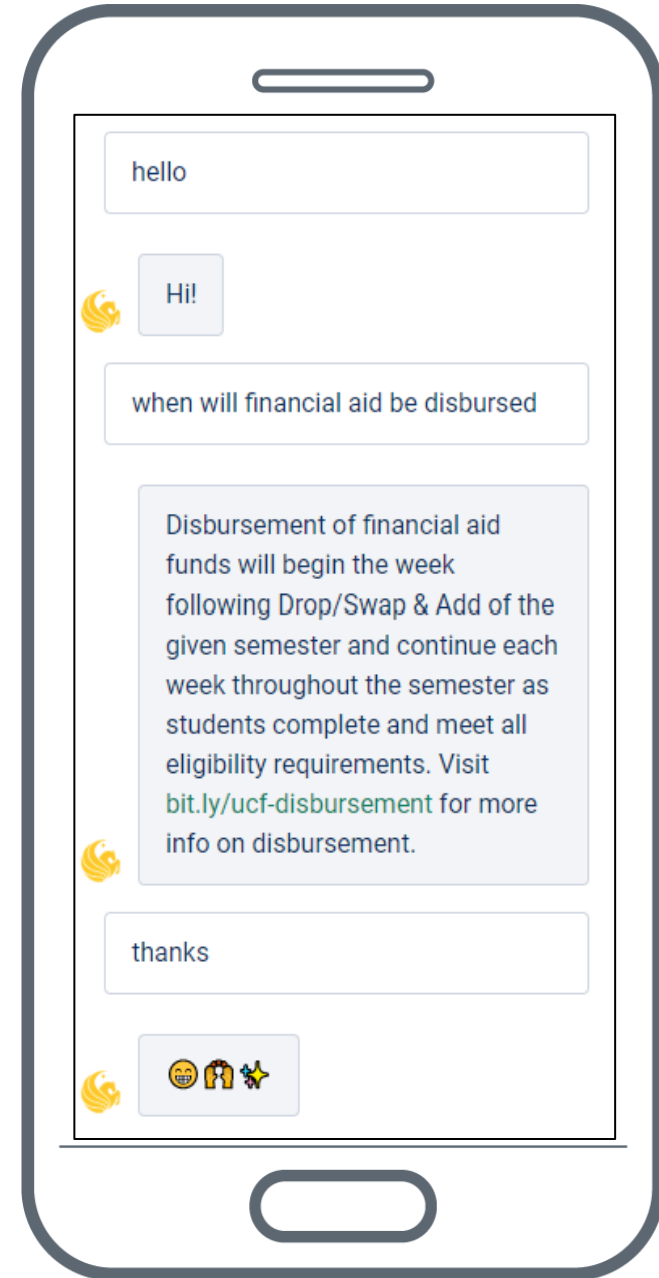 hello
Hi!
when will financial aid be disbursed
Disbursement of financial aid
funds will begin the week
following Drop/Swap & Add of the
given semester and continue each
week throughout the semester as
students complete and meet all
eligibility requirements. Visit
bit.ly/ucf-disbursement for more
info on disbursement.
thanks
😁🙌✨